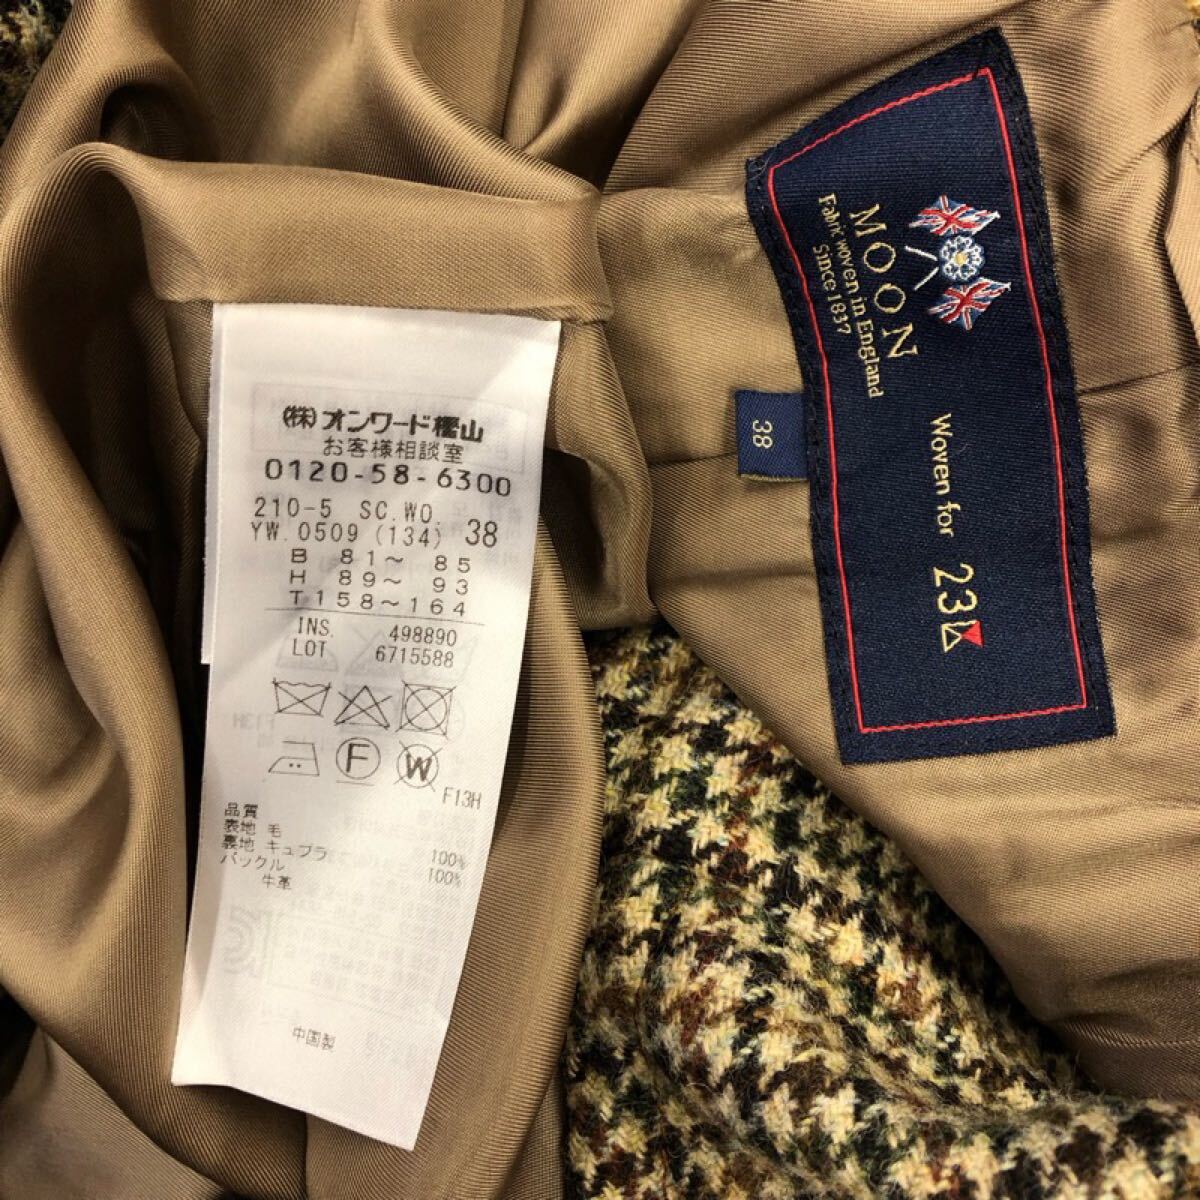 (株)オンワード樫山
お客様相談室
0120-58-6300
210-5 SC.WO.
YW.0509 (134) 38
B 81～ 85
H 89～ 93
T158～164
INS. 498890
LOT 6715588
F
W
F13H
品質
表地 毛 100%
裏地 キュプラ 100%
バックル
牛革
中国製
MOON
Fabric woven in England
Since 1837
Woven for 23
38